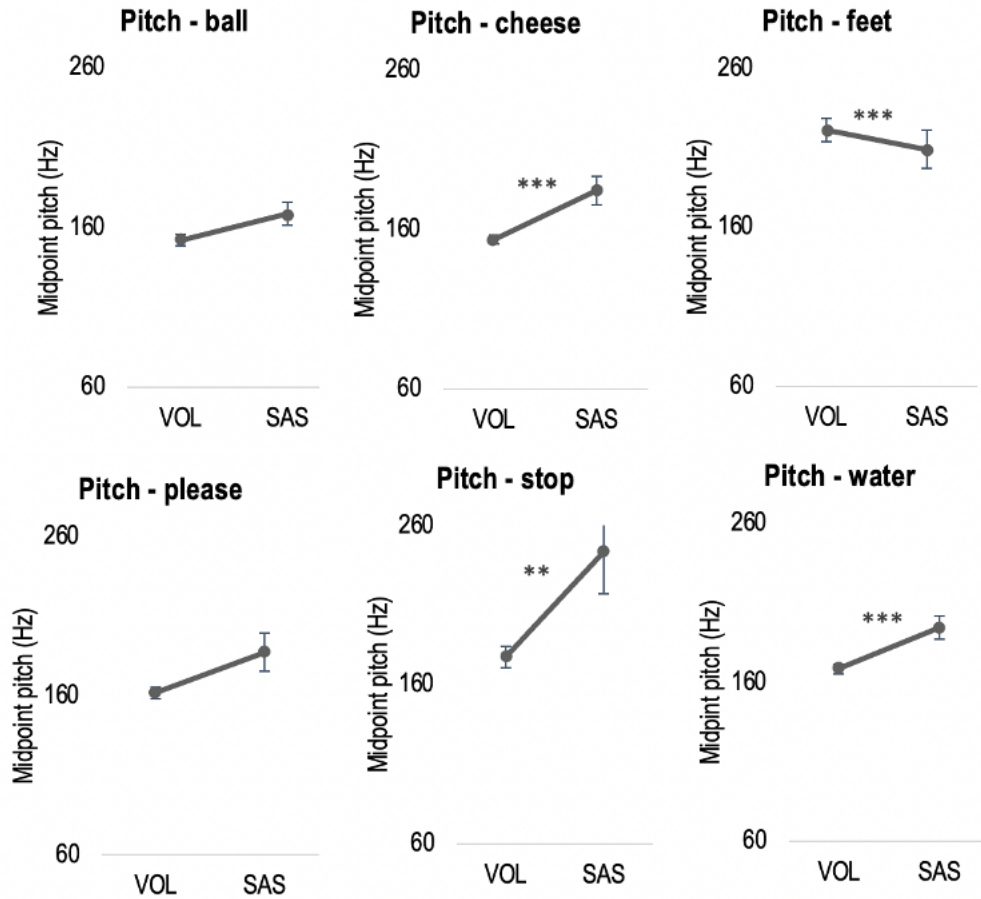 Pitch - ball
260
Midpoint pitch (Hz)
160
60
VOL SAS
Pitch - cheese
260
Midpoint pitch (Hz)
***
160
60
VOL SAS
Pitch - feet
260
Midpoint pitch (Hz)
***
160
60
VOL SAS
Pitch - please
260
Midpoint pitch (Hz)
160
60
VOL SAS
Pitch - stop
260
Midpoint pitch (Hz)
**
160
60
VOL SAS
Pitch - water
260
Midpint pitch (Hz)
***
160
60
VOL SAS